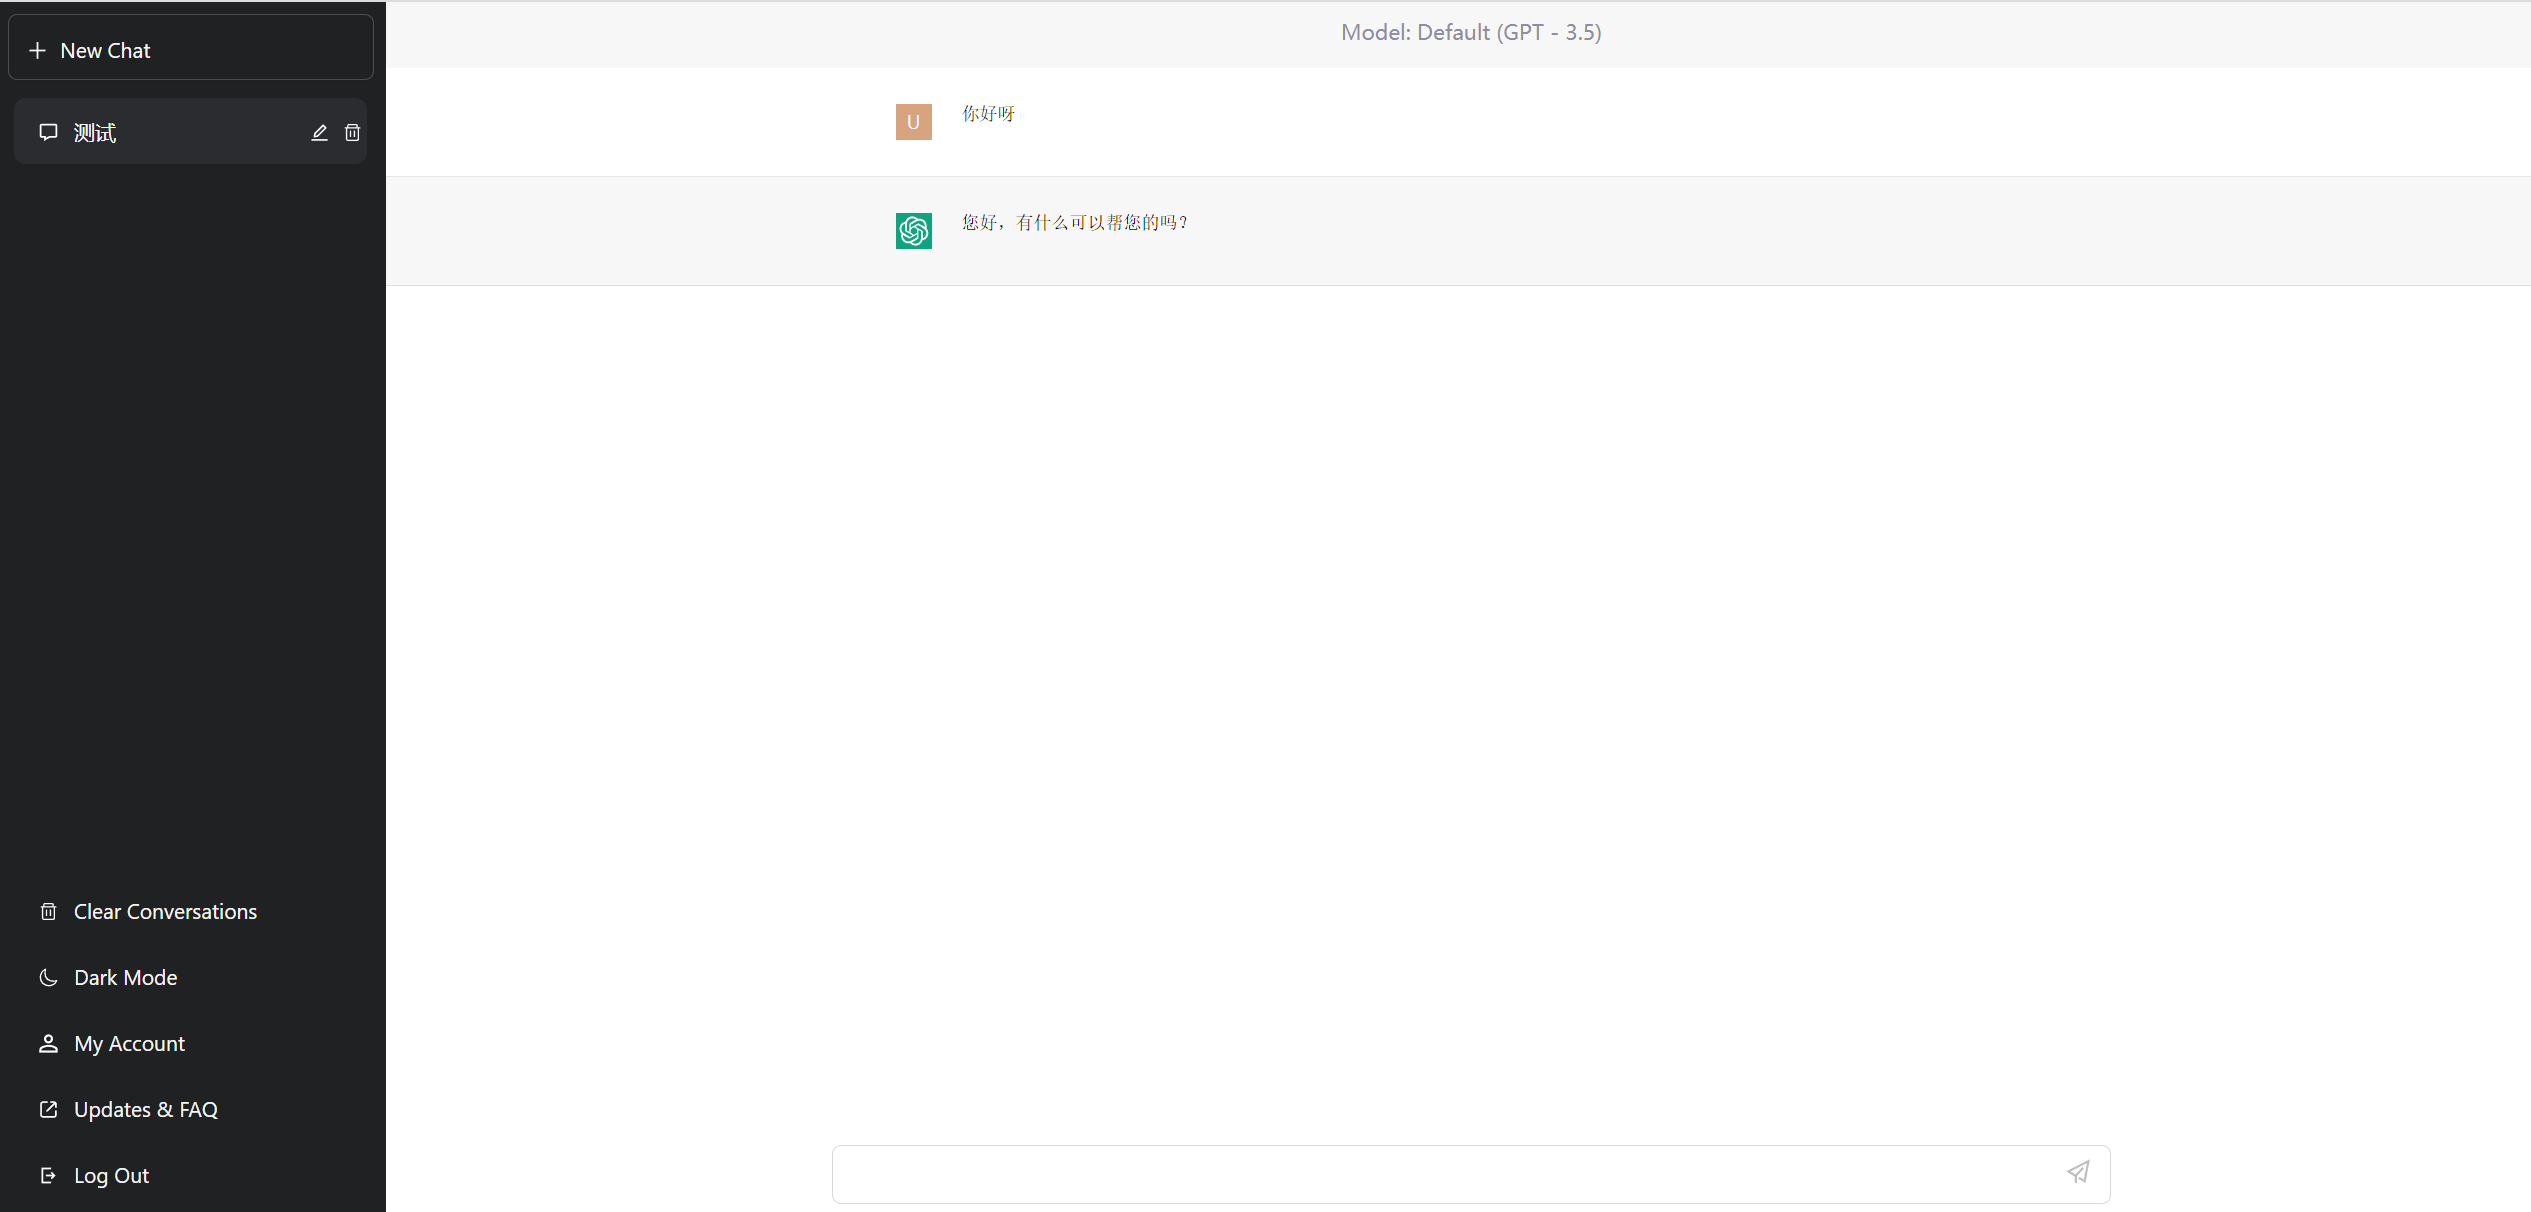 New Chat
测试
Clear Conversations
Dark Mode
My Account
Updates & FAQ
Log Out
Model: Default (GPT - 3.5)
U
你好呀
您好，有什么可以帮您的吗？